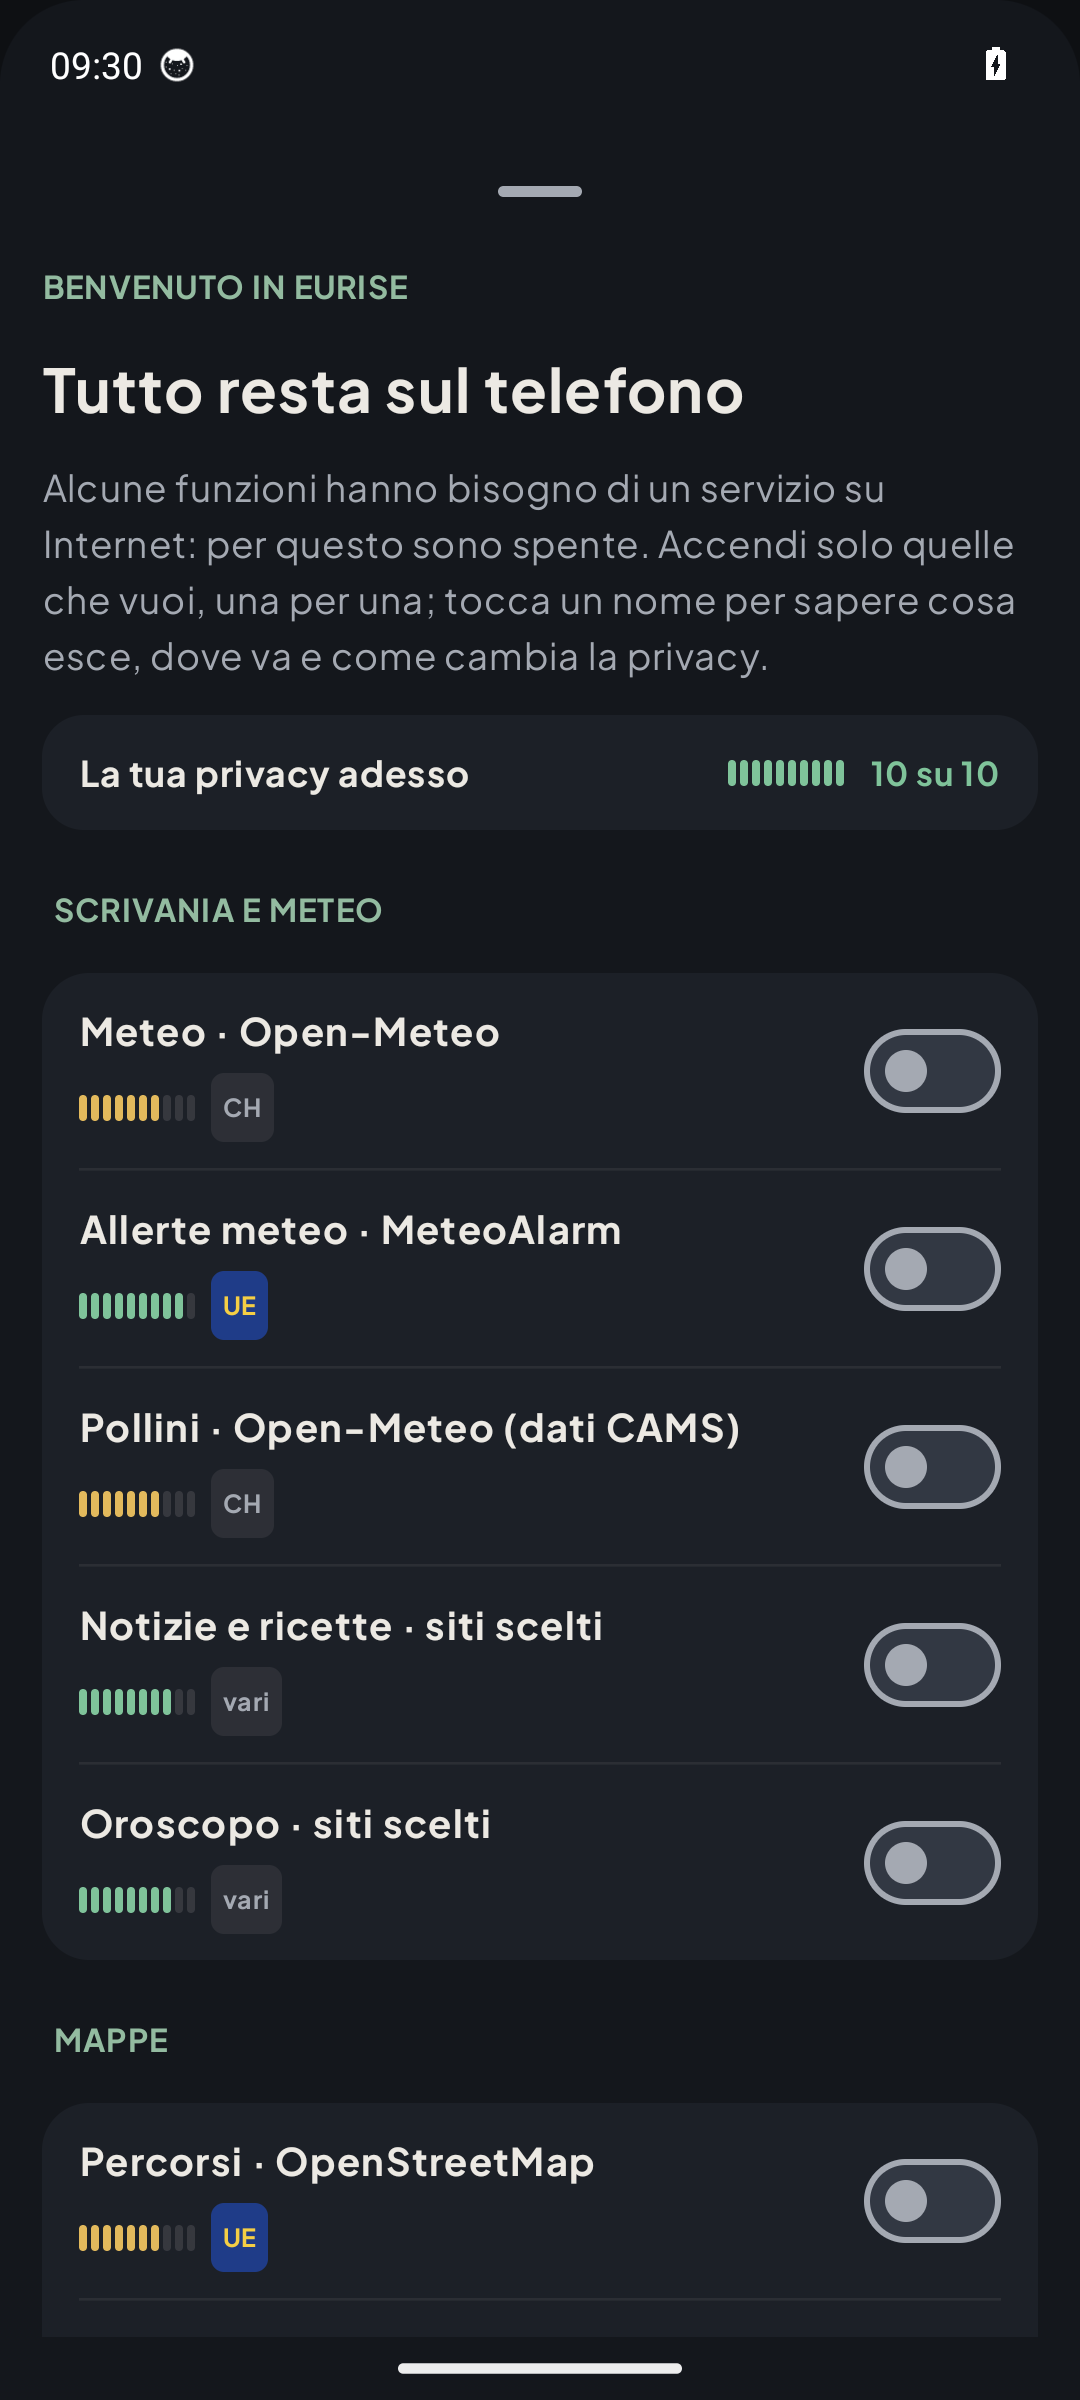 09:30
BENVENUTO IN EURISE
Tutto resta sul telefono
Alcune funzioni hanno bisogno di un servizio su
Internet: per questo sono spente. Accendi solo quelle
che vuoi, una per una; tocca un nome per sapere cosa
esce, dove va e come cambia la privacy.
La tua privacy adesso 10 su 10
SCRIVANIA E METEO
Meteo · Open-Meteo
CH
Allerte meteo · MeteoAlarm
UE
Pollini · Open-Meteo (dati CAMS)
CH
Notizie e ricette · siti scelti
vari
Oroscopo · siti scelti
vari
MAPPE
Percorsi · OpenStreetMap
UE